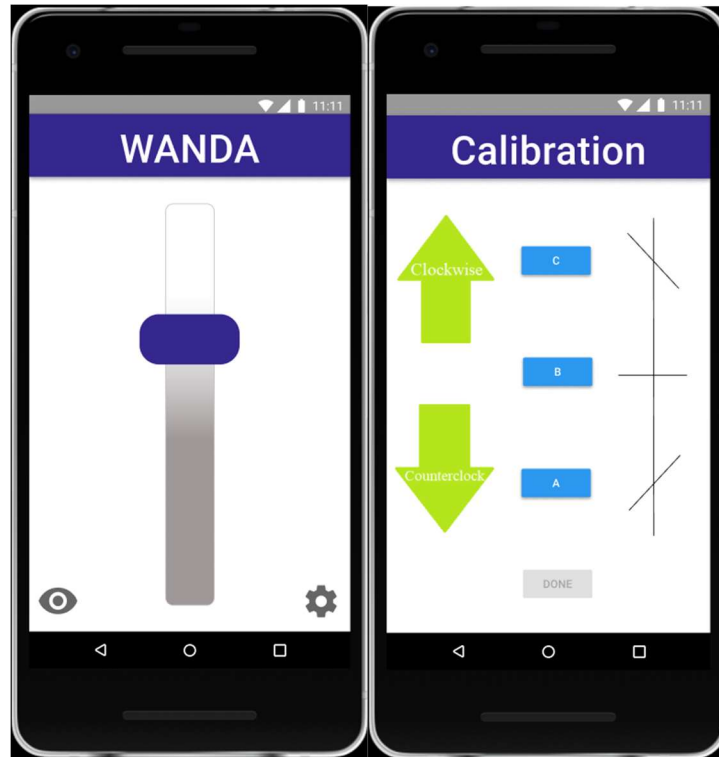 11:11
WANDA
11:11
Calibration
Clockwise
C
B
Counterclock
A
DONE